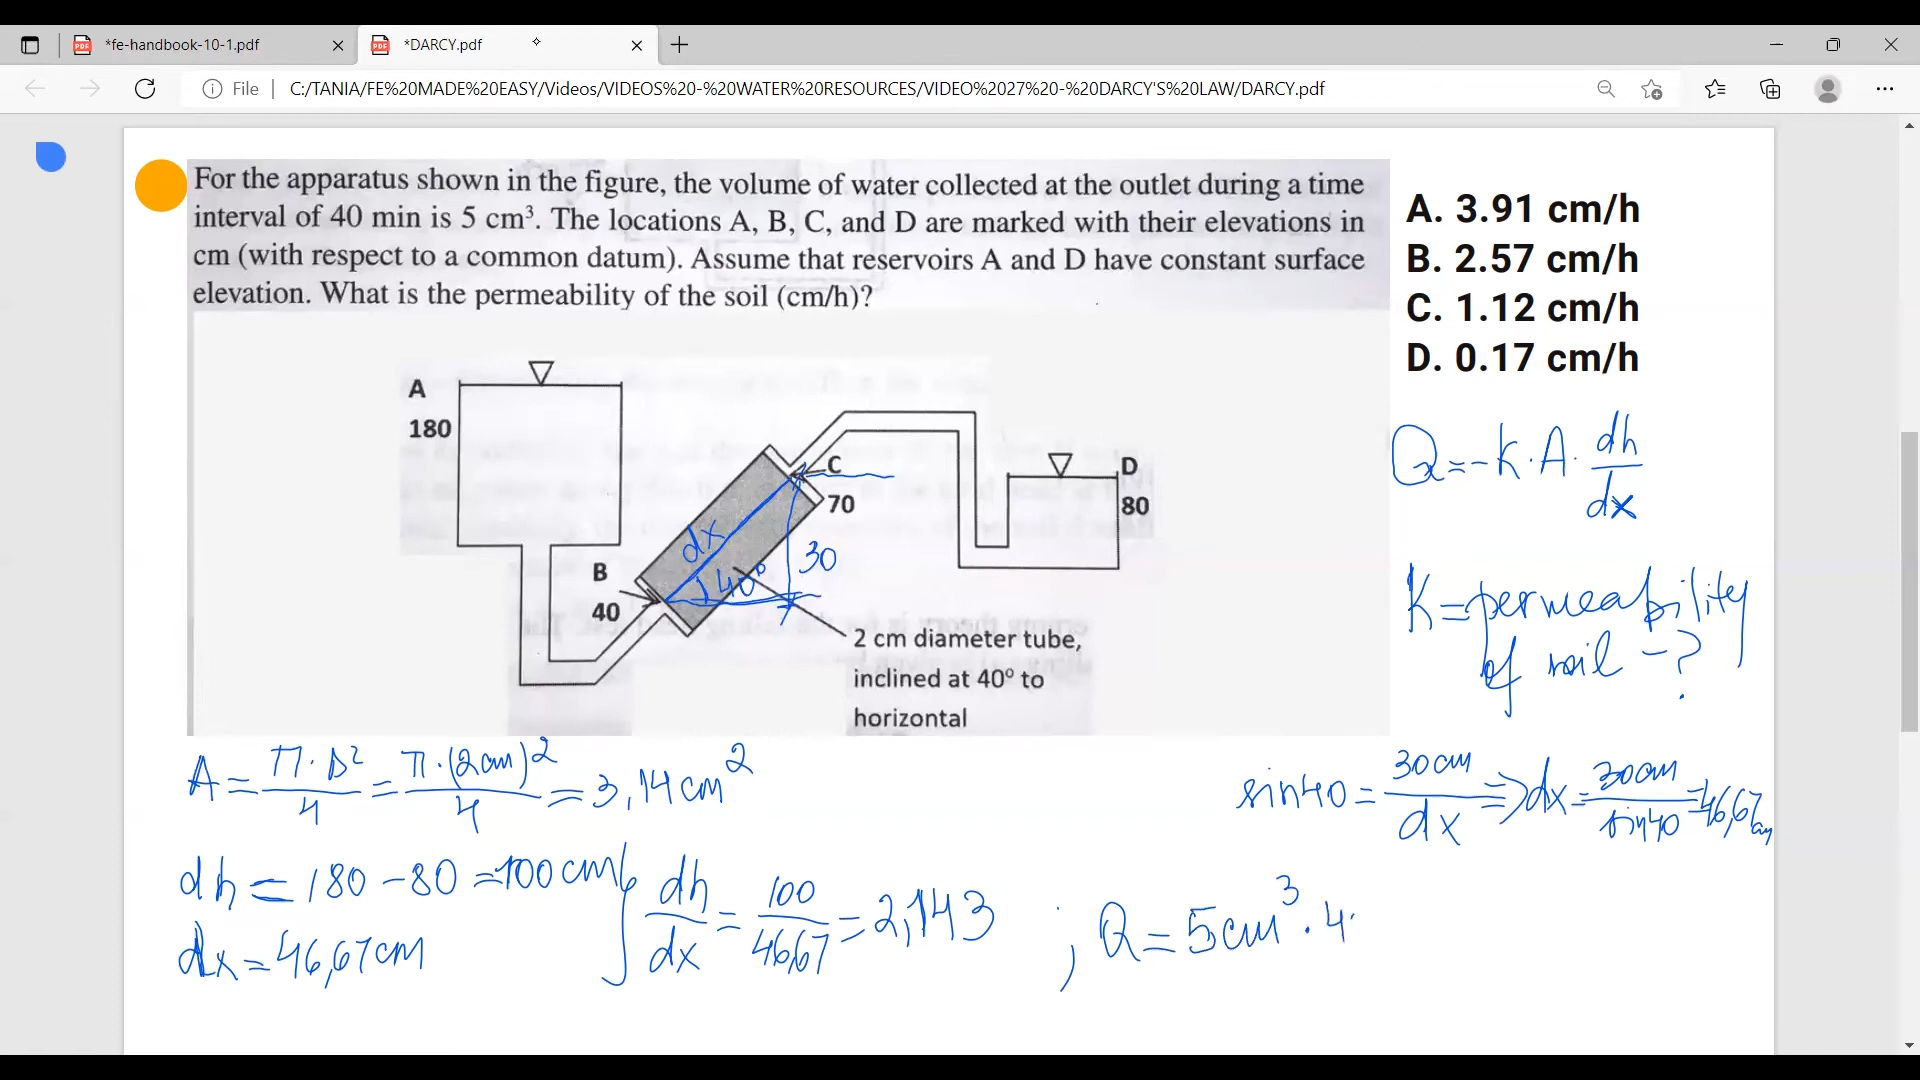 *fe-handbook-10-1.pdf
*DARCY.pdf
File
C:/TANIA/FE%20MADE%20EASY/Videos/VIDEOS%20-%20WATER%20RESOURCES/VIDEO%2027%20-%20DARCY'S%20LAW/DARCY.pdf
For the apparatus shown in the figure, the volume of water collected at the outlet during a time
interval of 40 min is 5 cm³. The locations A, B, C, and D are marked with their elevations in
cm (with respect to a common datum). Assume that reservoirs A and D have constant surface
elevation. What is the permeability of the soil (cm/h)?
A. 3.91 cm/h
B. 2.57 cm/h
C. 1.12 cm/h
D. 0.17 cm/h
A
180
B
40
C
70
D
80
dx
40°
30
2 cm diameter tube,
inclined at 40° to
horizontal
Q = -K · A · dh/dx
K = permeability
of soil - ?
A = π · D²/4 = π · (2cm)²/4 = 3,14 cm²
sin40 = 30cm/dx => dx = 30cm/sin40 = 46,67cm
dh = 180 - 80 = 100 cm
dx = 46,67 cm
dh/dx = 100/46,67 = 2,143
; Q = 5cm³ · 4